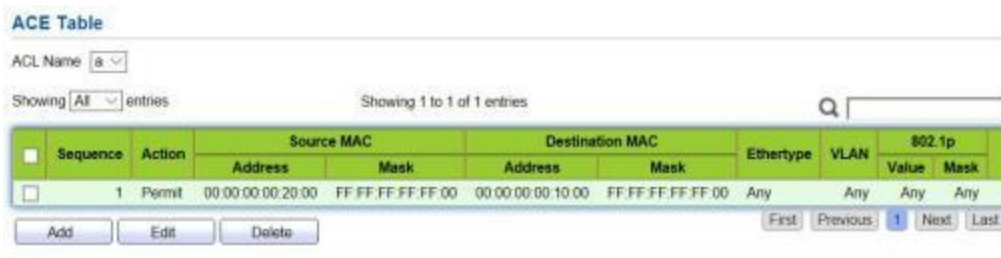 ACE Table
ACL Name a
Showing All entries Showing 1 to 1 of 1 entries
Sequence Action Source MAC Destination MAC Ethertype VLAN 802.1p
Address Mask Address Mask Value Mask
1 Permit 00:00:00:00:20:00 FF:FF:FF:FF:FF:00 00:00:00:00:10:00 FF:FF:FF:FF:FF:00 Any Any Any Any
Add Edit Delete First Previous 1 Next Last